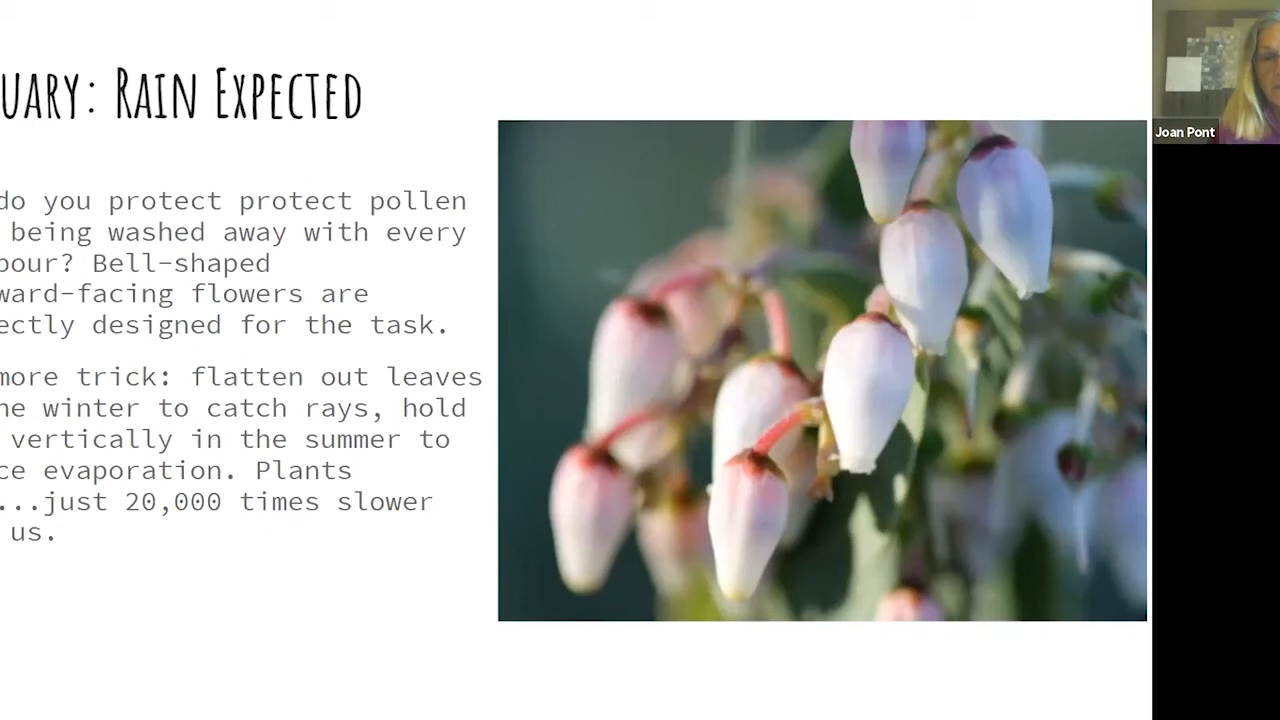 UARY: RAIN EXPECTED
do you protect protect pollen
being washed away with every
pour? Bell-shaped
ward-facing flowers are
ectly designed for the task.
more trick: flatten out leaves
he winter to catch rays, hold
vertically in the summer to
ce evaporation. Plants
...just 20,000 times slower
us.
Joan Pont